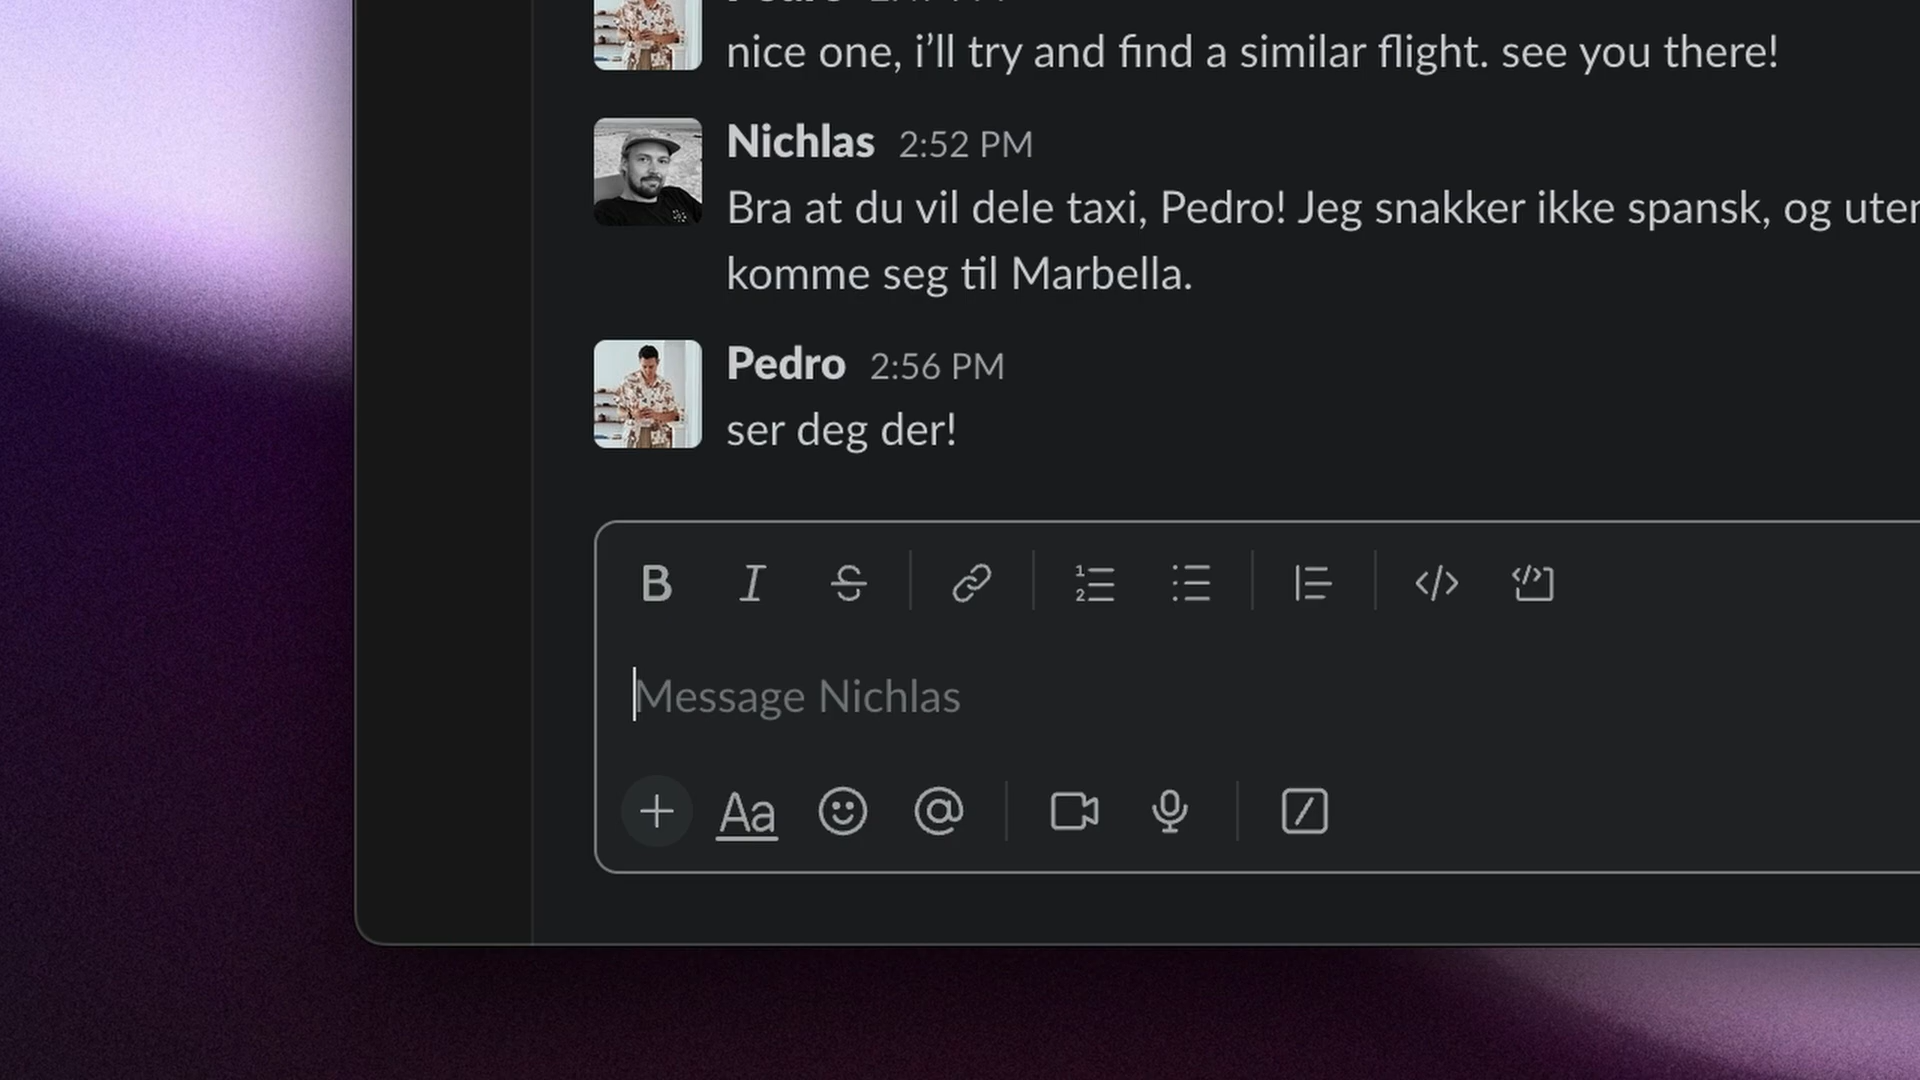 nice one, i’ll try and find a similar flight. see you there!
Nichlas 2:52 PM
Bra at du vil dele taxi, Pedro! Jeg snakker ikke spansk, og
komme seg til Marbella.
Pedro 2:56 PM
ser deg der!
B I S
Message Nichlas
Aa